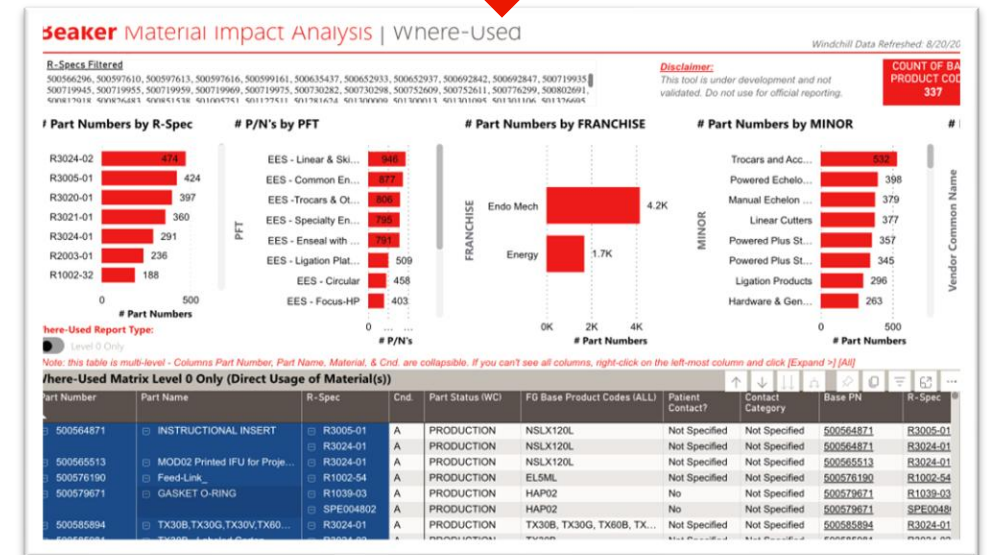 Beaker Material Impact Analysis | Where-Used
Windchill Data Refreshed: 8/20/20
R-Specs Filtered
500566296, 500597610, 500597613, 500597616, 500599161, 500635437, 500652933, 500652937, 500692842, 500692847, 500719935
500719945, 500719955, 500719959, 500719969, 500719975, 500730282, 500730298, 500752609, 500752611, 500776299, 500802691,
Disclaimer:
This tool is under development and not
validated. Do not use for official reporting.
COUNT OF BA
PRODUCT COD
337
# Part Numbers by R-Spec
R3024-02 474
R3005-01 424
R3020-01 397
R3021-01 360
R3024-01 291
R2003-01 236
R1002-32 188
0 500
# Part Numbers
# P/N's by PFT
PFT
EES - Linear & Ski... 946
EES - Common En... 877
EES -Trocars & Ot... 806
EES - Specialty En... 795
EES - Enseal with ... 791
EES - Ligation Plat... 509
EES - Circular 458
EES - Focus-HP 403
0 ... ...
# P/N's
# Part Numbers by FRANCHISE
FRANCHISE
Endo Mech 4.2K
Energy 1.7K
0K 2K 4K
# Part Numbers
# Part Numbers by MINOR
MINOR
Trocars and Acc... 532
Powered Echelo... 398
Manual Echelon ... 379
Linear Cutters 377
Powered Plus St... 357
Powered Plus St... 345
Ligation Products 296
Hardware & Gen... 263
0 500
# Part Numbers
#
Vendor Common Name
here-Used Report Type:
Level 0 Only
Note: this table is multi-level - Columns Part Number, Part Name, Material, & Cnd. are collapsible. If you can't see all columns, right-click on the left-most column and click [Expand >] [All]
Where-Used Matrix Level 0 Only (Direct Usage of Material(s))
Part Number Part Name R-Spec Cnd. Part Status (WC) FG Base Product Codes (ALL) Patient Contact? Contact Category Base PN R-Spec
500564871 INSTRUCTIONAL INSERT R3005-01 A PRODUCTION NSLX120L Not Specified Not Specified 500564871 R3005-01
R3024-01 A PRODUCTION NSLX120L Not Specified Not Specified 500564871 R3024-01
500565513 MOD02 Printed IFU for Proje... R3024-01 A PRODUCTION NSLX120L Not Specified Not Specified 500565513 R3024-01
500576190 Feed-Link_ R1002-54 A PRODUCTION EL5ML Not Specified Not Specified 500576190 R1002-54
500579671 GASKET O-RING R1039-03 A PRODUCTION HAP02 No Not Specified 500579671 R1039-03
SPE004802 A PRODUCTION HAP02 No Not Specified 500579671 SPE0048
500585894 TX30B,TX30G,TX30V,TX60... R3024-01 A PRODUCTION TX30B, TX30G, TX60B, TX... Not Specified Not Specified 500585894 R3024-01